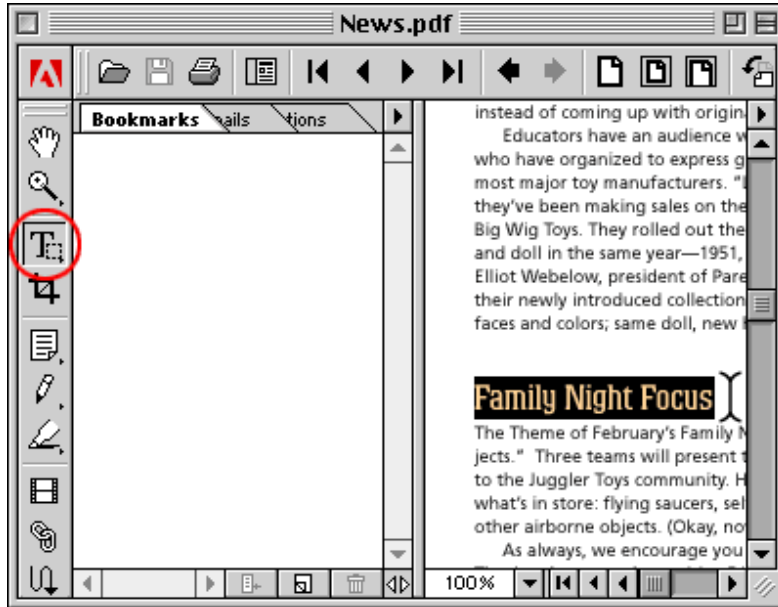 News.pdf
Bookmarks ails tions
instead of coming up with origin
Educators have an audience w
who have organized to express g
most major toy manufacturers. "
they've been making sales on the
Big Wig Toys. They rolled out the
and doll in the same year—1951,
Elliot Webelow, president of Pare
their newly introduced collection
faces and colors; same doll, new
Family Night Focus
The Theme of February's Family N
jects." Three teams will present t
to the Juggler Toys community. H
what's in store: flying saucers, sel
other airborne objects. (Okay, no
As always, we encourage you
100%